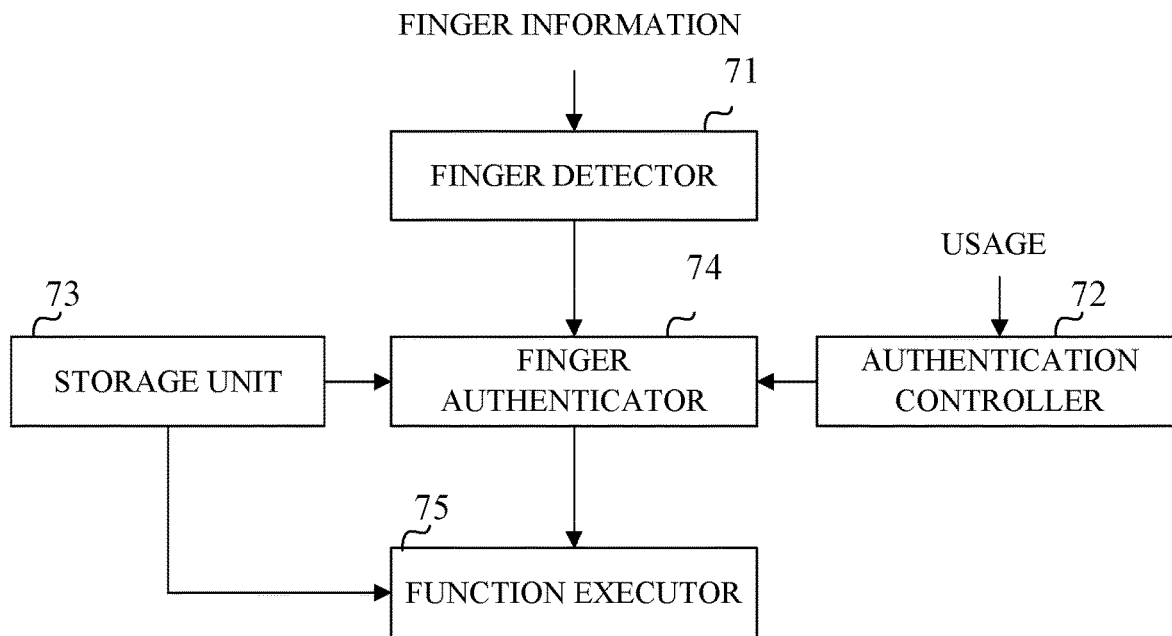 FINGER INFORMATION
71
FINGER DETECTOR
USAGE
73
74
72
STORAGE UNIT
FINGER
AUTHENTICATOR
AUTHENTICATION
CONTROLLER
75
FUNCTION EXECUTOR